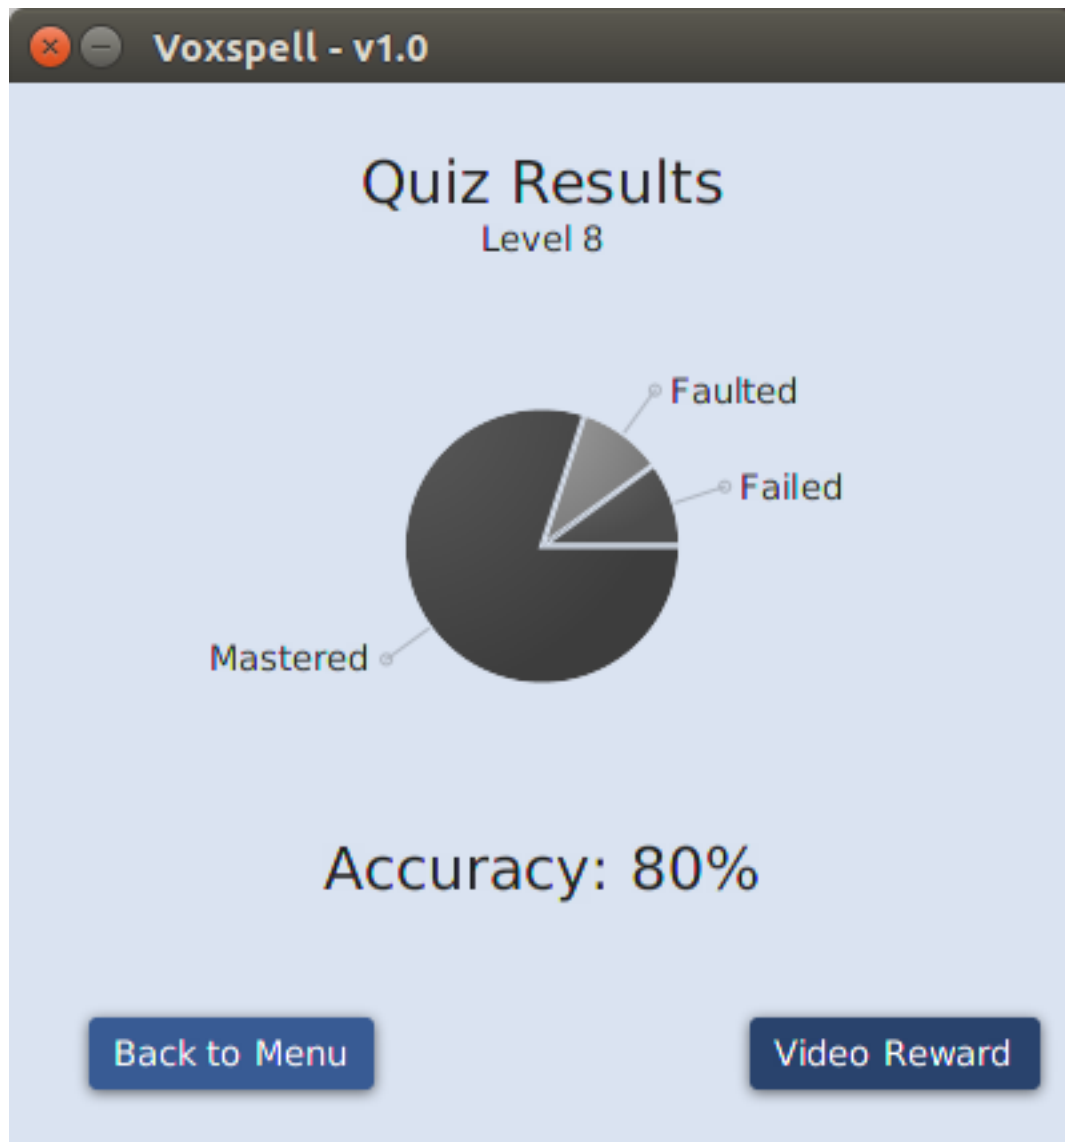 Voxspell - v1.0
Quiz Results
Level 8
Faulted
Failed
Mastered
Accuracy: 80%
Back to Menu
Video Reward